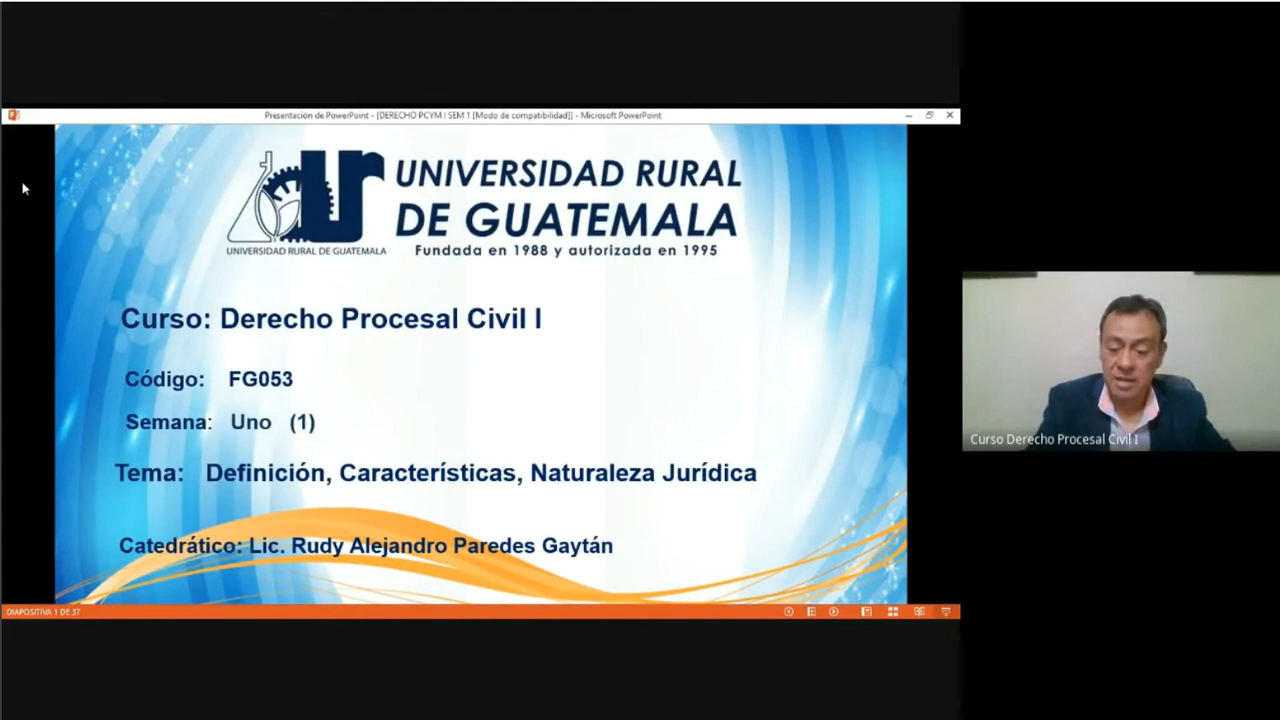 Presentación de PowerPoint - [DERECHO PCYM I SEM 1 [Modo de compatibilidad]] - Microsoft PowerPoint
ur
UNIVERSIDAD RURAL DE GUATEMALA
UNIVERSIDAD RURAL
DE GUATEMALA
Fundada en 1988 y autorizada en 1995
Curso: Derecho Procesal Civil I
Código: FG053
Semana: Uno (1)
Tema: Definición, Características, Naturaleza Jurídica
Catedrático: Lic. Rudy Alejandro Paredes Gaytán
DIAPOSITIVA 1 DE 37
Curso Derecho Procesal Civil I